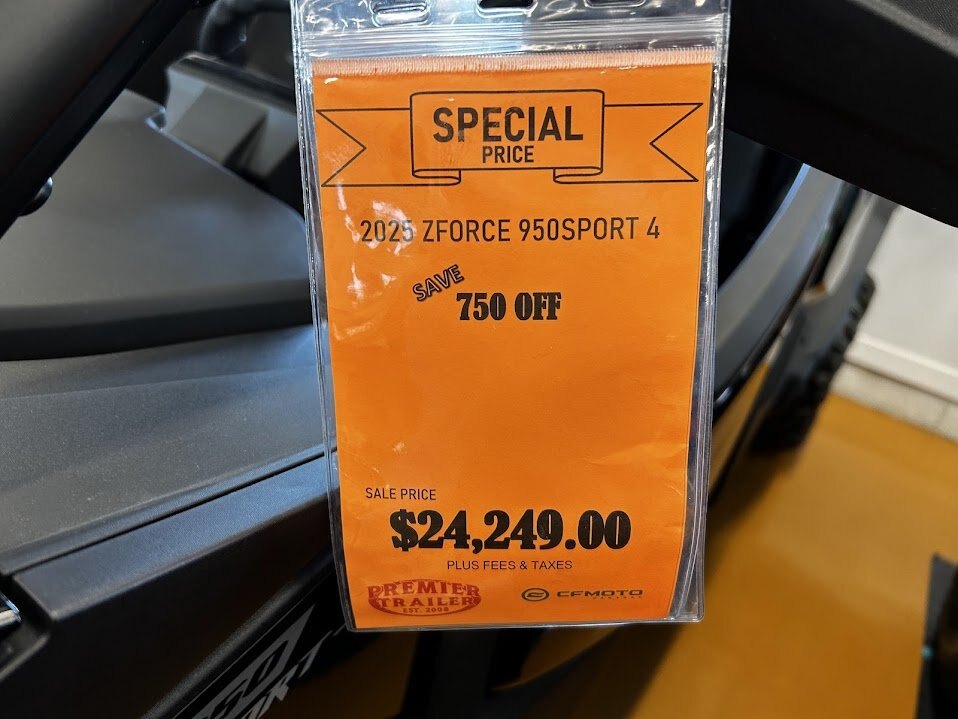 SPECIAL
PRICE
2025 ZFORCE 950SPORT 4
SAVE
750 OFF
SALE PRICE
$24,249.00
PLUS FEES & TAXES
PREMIER
TRAILER
EST. 2008
CFMOTO